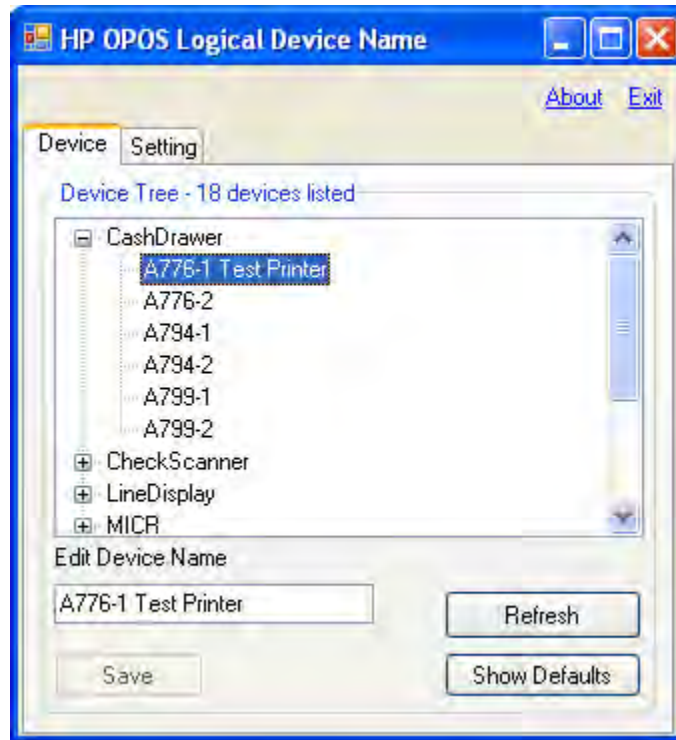 HP OPOS Logical Device Name
About Exit
Device Setting
Device Tree - 18 devices listed
CashDrawer
A776-1 Test Printer
A776-2
A794-1
A794-2
A799-1
A799-2
CheckScanner
LineDisplay
MICR
Edit Device Name
A776-1 Test Printer
Refresh
Save
Show Defaults